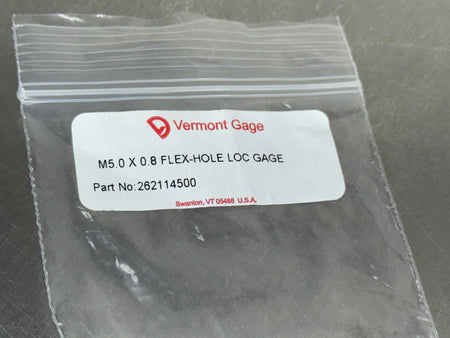 Vermont Gage
M5.0 X 0.8 FLEX-HOLE LOC GAGE
Part No:262114500
Swanton, VT 05488 U.S.A.